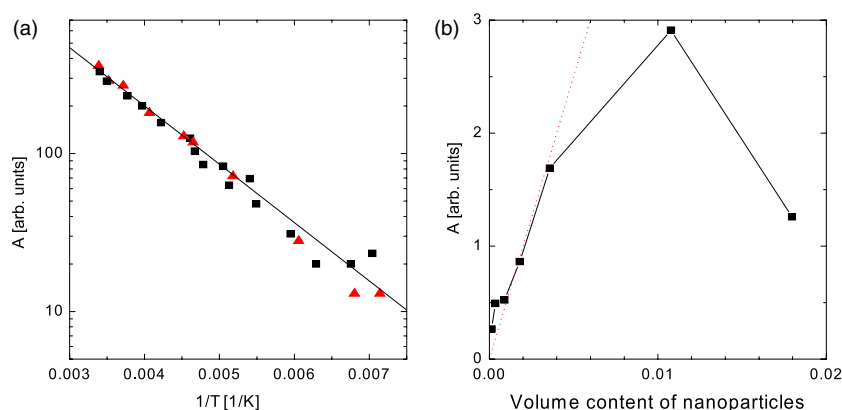 (a)
(b)
A [arb. units]
100
10
0.003 0.004 0.005 0.006 0.007
1/T [1/K]
A [arb. units]
3
2
1
0
0.00 0.01 0.02
Volume content of nanoparticles